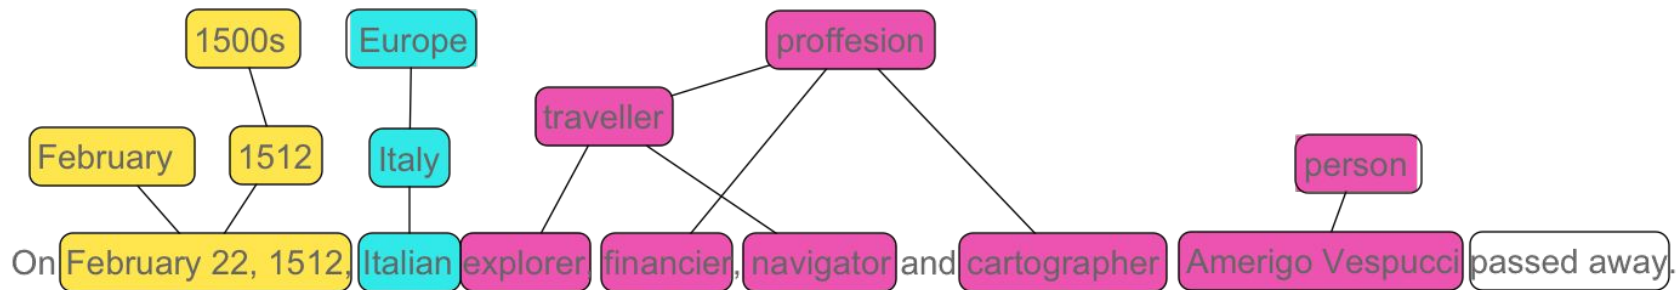 1500s Europe proffesion
traveller
February 1512 Italy person
On February 22, 1512, Italian explorer, financier, navigator and cartographer Amerigo Vespucci passed away.